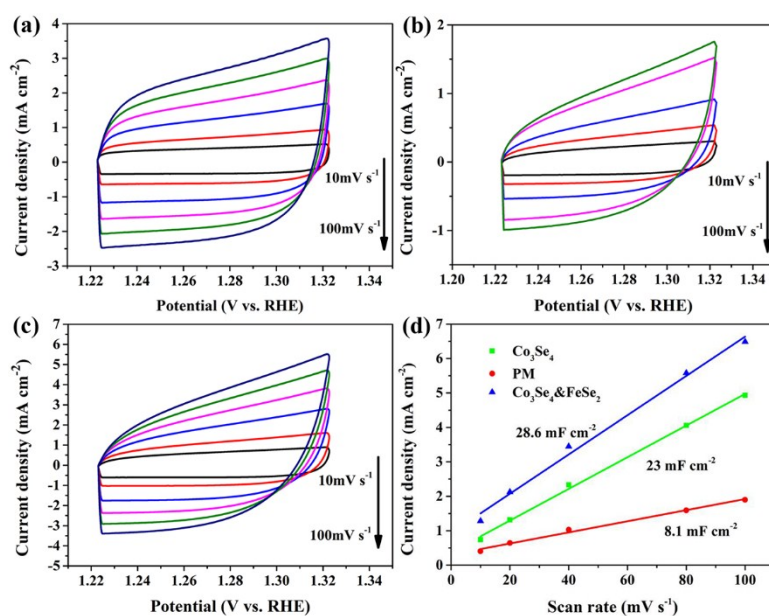 (a)
4
3
2
1
0
-1
-2
-3
Current density (mA cm⁻²)
10mV s⁻¹
100mV s⁻¹
1.22 1.24 1.26 1.28 1.30 1.32 1.34
Potential (V vs. RHE)
(b)
2
1
0
-1
Current density (mA cm⁻²)
10mV s⁻¹
100mV s⁻¹
1.20 1.22 1.24 1.26 1.28 1.30 1.32 1.34
Potential (V vs. RHE)
(c)
7
6
5
4
3
2
1
0
-1
-2
-3
-4
-5
Current density (mA cm⁻²)
10mV s⁻¹
100mV s⁻¹
1.22 1.24 1.26 1.28 1.30 1.32 1.34
Potential (V vs. RHE)
(d)
7
6
5
4
3
2
1
0
Current density (mA cm⁻²)
Co₃Se₄
PM
Co₃Se₄&FeSe₂
28.6 mF cm⁻²
23 mF cm⁻²
8.1 mF cm⁻²
0 20 40 60 80 100
Scan rate (mV s⁻¹)